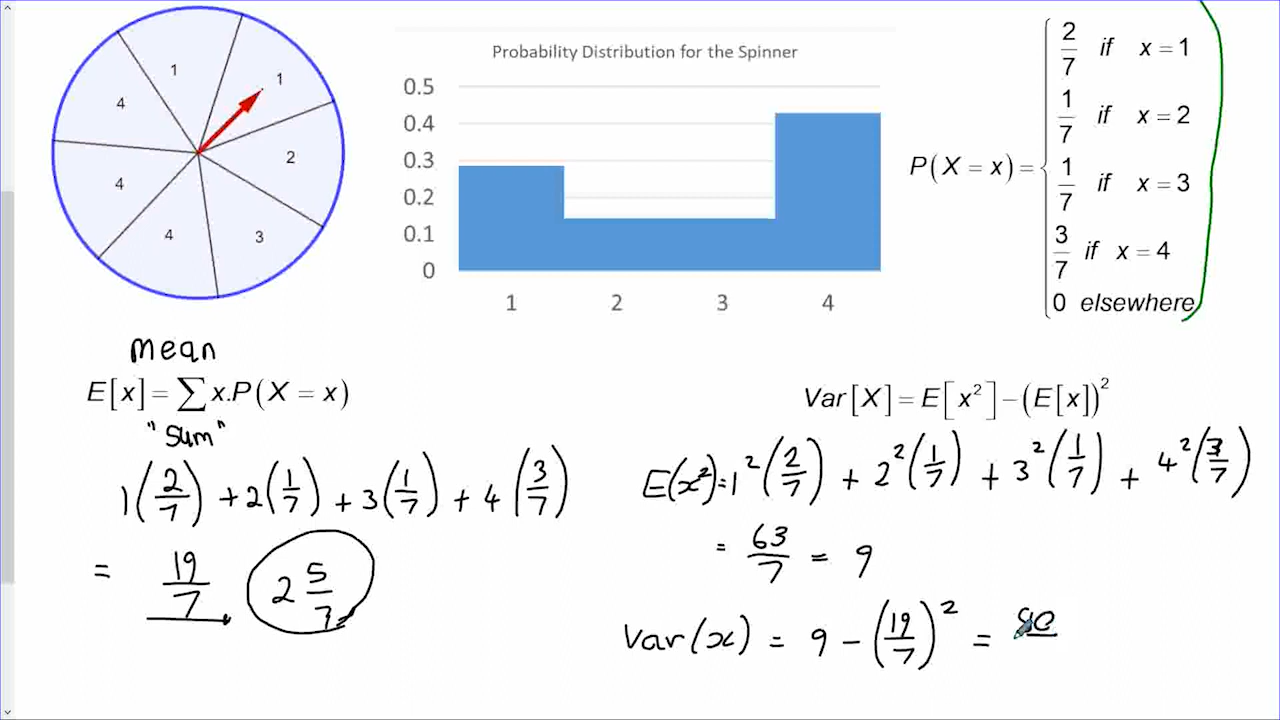 1
1
4
2
4
4
3
Probability Distribution for the Spinner
0.5
0.4
0.3
0.2
0.1
0
1 2 3 4
P(X = x) =
2/7 if x = 1
1/7 if x = 2
1/7 if x = 3
3/7 if x = 4
0 elsewhere
mean
E[x] = ∑ x.P(X = x)
"sum"
1(2/7) + 2(1/7) + 3(1/7) + 4(3/7)
= 19/7 2 5/7
Var[X] = E[x²] − (E[x])²
E(x²) = 1²(2/7) + 2²(1/7) + 3²(1/7) + 4²(3/7)
= 63/7 = 9
Var(x) = 9 − (19/7)² =